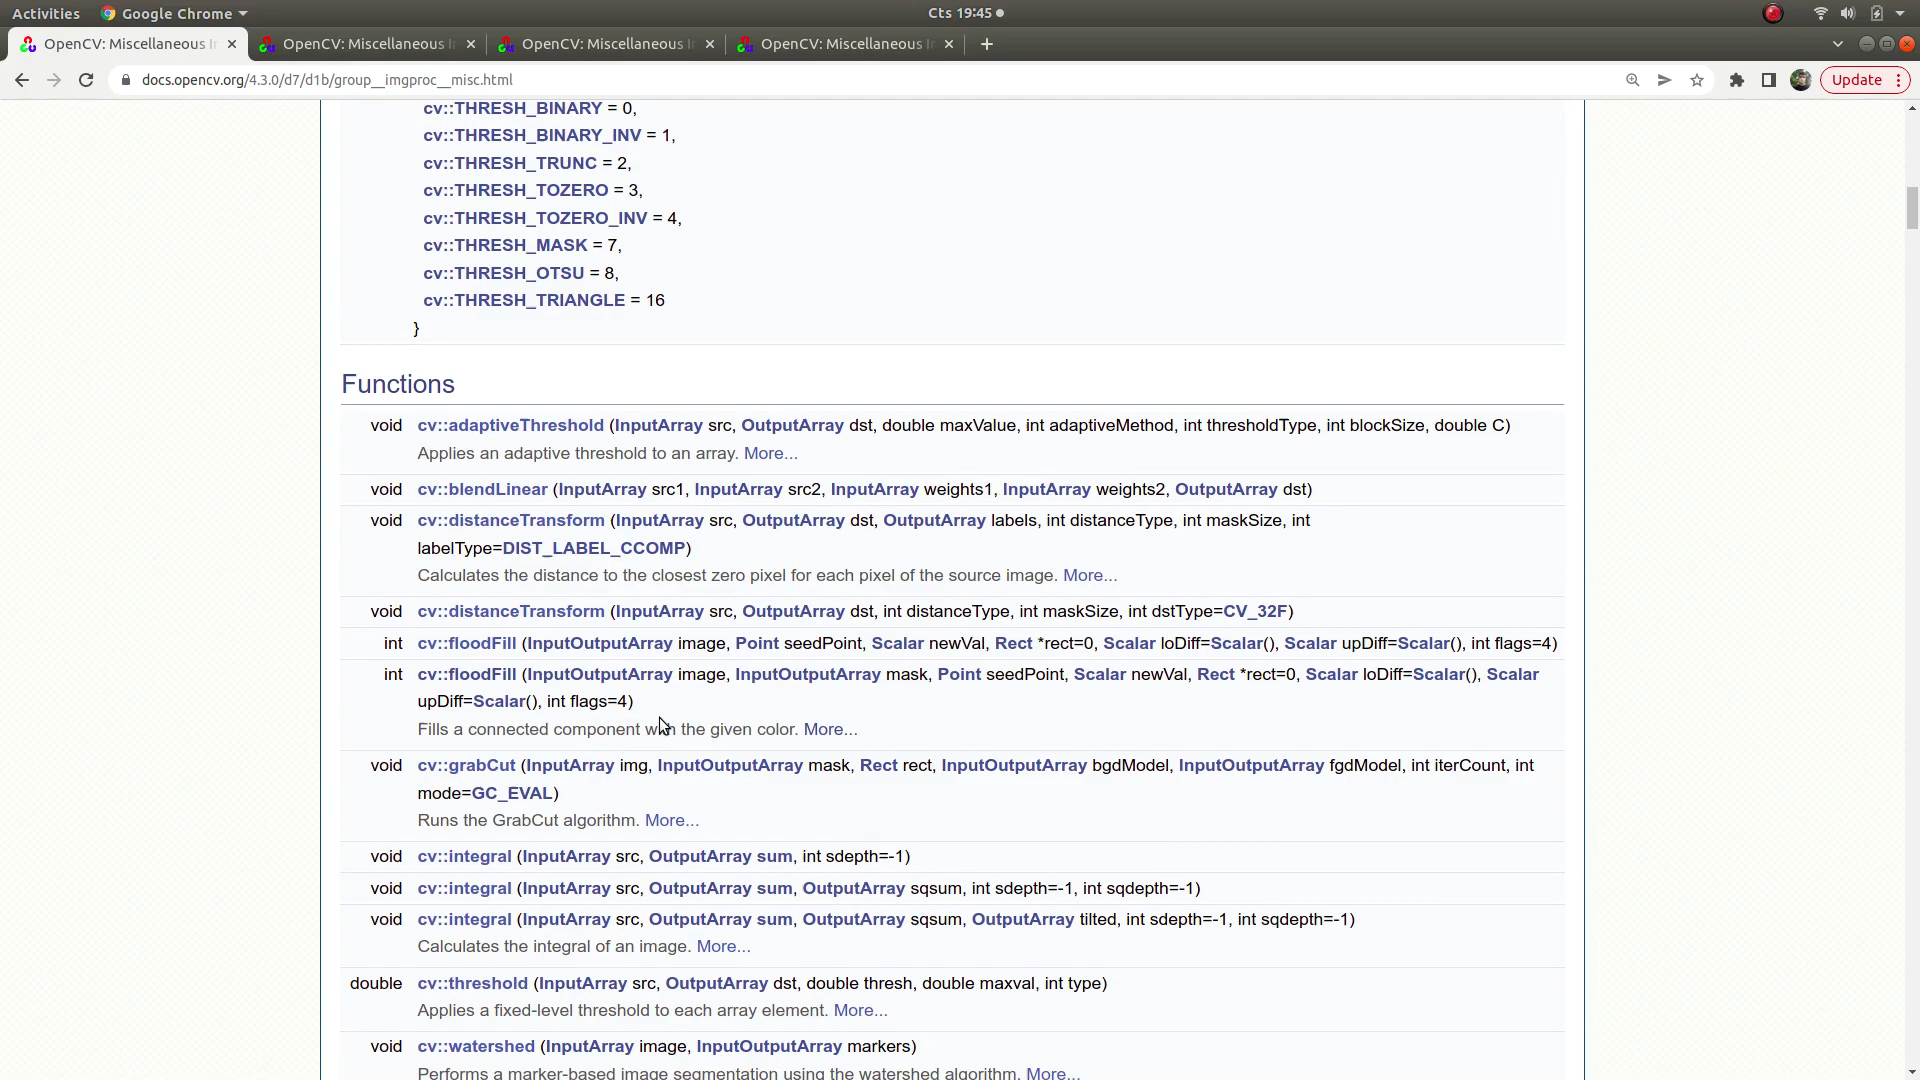 Activities Google Chrome Cts 19:45
OpenCV: Miscellaneous I OpenCV: Miscellaneous I OpenCV: Miscellaneous I OpenCV: Miscellaneous I
docs.opencv.org/4.3.0/d7/d1b/group__imgproc__misc.html Update
cv::THRESH_BINARY = 0,
cv::THRESH_BINARY_INV = 1,
cv::THRESH_TRUNC = 2,
cv::THRESH_TOZERO = 3,
cv::THRESH_TOZERO_INV = 4,
cv::THRESH_MASK = 7,
cv::THRESH_OTSU = 8,
cv::THRESH_TRIANGLE = 16
}
Functions
void cv::adaptiveThreshold (InputArray src, OutputArray dst, double maxValue, int adaptiveMethod, int thresholdType, int blockSize, double C)
Applies an adaptive threshold to an array. More...
void cv::blendLinear (InputArray src1, InputArray src2, InputArray weights1, InputArray weights2, OutputArray dst)
void cv::distanceTransform (InputArray src, OutputArray dst, OutputArray labels, int distanceType, int maskSize, int
labelType=DIST_LABEL_CCOMP)
Calculates the distance to the closest zero pixel for each pixel of the source image. More...
void cv::distanceTransform (InputArray src, OutputArray dst, int distanceType, int maskSize, int dstType=CV_32F)
int cv::floodFill (InputOutputArray image, Point seedPoint, Scalar newVal, Rect *rect=0, Scalar loDiff=Scalar(), Scalar upDiff=Scalar(), int flags=4)
int cv::floodFill (InputOutputArray image, InputOutputArray mask, Point seedPoint, Scalar newVal, Rect *rect=0, Scalar loDiff=Scalar(), Scalar
upDiff=Scalar(), int flags=4)
Fills a connected component with the given color. More...
void cv::grabCut (InputArray img, InputOutputArray mask, Rect rect, InputOutputArray bgdModel, InputOutputArray fgdModel, int iterCount, int
mode=GC_EVAL)
Runs the GrabCut algorithm. More...
void cv::integral (InputArray src, OutputArray sum, int sdepth=-1)
void cv::integral (InputArray src, OutputArray sum, OutputArray sqsum, int sdepth=-1, int sqdepth=-1)
void cv::integral (InputArray src, OutputArray sum, OutputArray sqsum, OutputArray tilted, int sdepth=-1, int sqdepth=-1)
Calculates the integral of an image. More...
double cv::threshold (InputArray src, OutputArray dst, double thresh, double maxval, int type)
Applies a fixed-level threshold to each array element. More...
void cv::watershed (InputArray image, InputOutputArray markers)
Performs a marker-based image segmentation using the watershed algorithm. More...